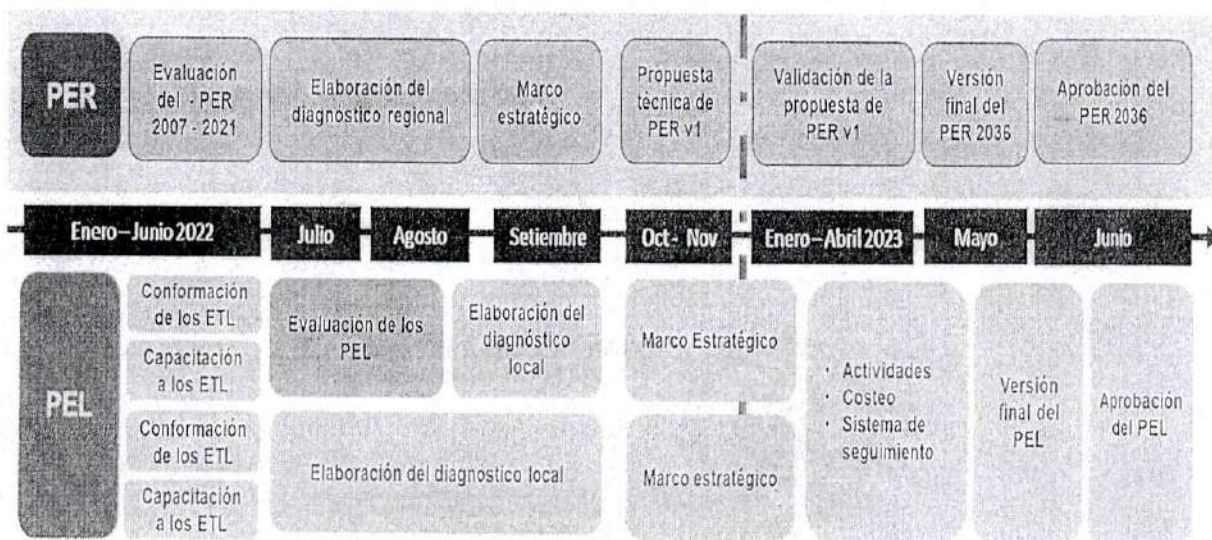 PER
Evaluación
del - PER
2007 - 2021
Elaboración del
diagnóstico regional
Marco
estratégico
Propuesta
técnica de
PER v1
Validación de la
propuesta de
PER v1
Versión
final del
PER 2036
Aprobación del
PER 2036
Enero – Junio 2022
Julio
Agosto
Setiembre
Oct - Nov
Enero – Abril 2023
Mayo
Junio
PEL
Conformación
de los ETL
Capacitación
a los ETL
Conformación
de los ETL
Capacitación
a los ETL
Evaluación de los
PEL
Elaboración del
diagnóstico
local
Elaboración del diagnostico local
Marco Estratégico
Marco estratégico
• Actividades
• Costeo
• Sistema de
seguimiento
Versión
final del
PEL
Aprobación
del PEL